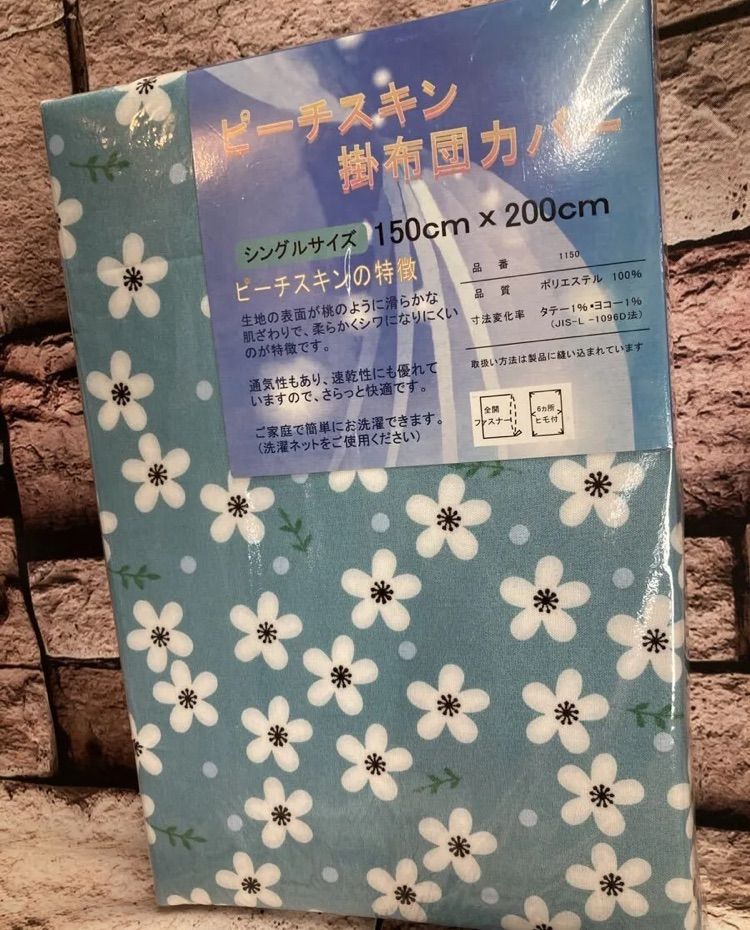 ピーチスキン
掛布団カバー
シングルサイズ 150cm×200cm
ピーチスキンの特徴
生地の表面が桃のように滑らかな
肌ざわりで、柔らかくシワになりにくい
のが特徴です。
通気性もあり、速乾性にも優れて
いますので、さらっと快適です。
ご家庭で簡単にお洗濯できます。
(洗濯ネットをご使用ください)
品番 1150
品質 ポリエステル 100%
寸法変化率 タテー1%・ヨコー1%
(JIS-L -1096D法)
取扱い方法は製品に縫い込まれています
全開
ファスナー
6ヵ所
ヒモ付